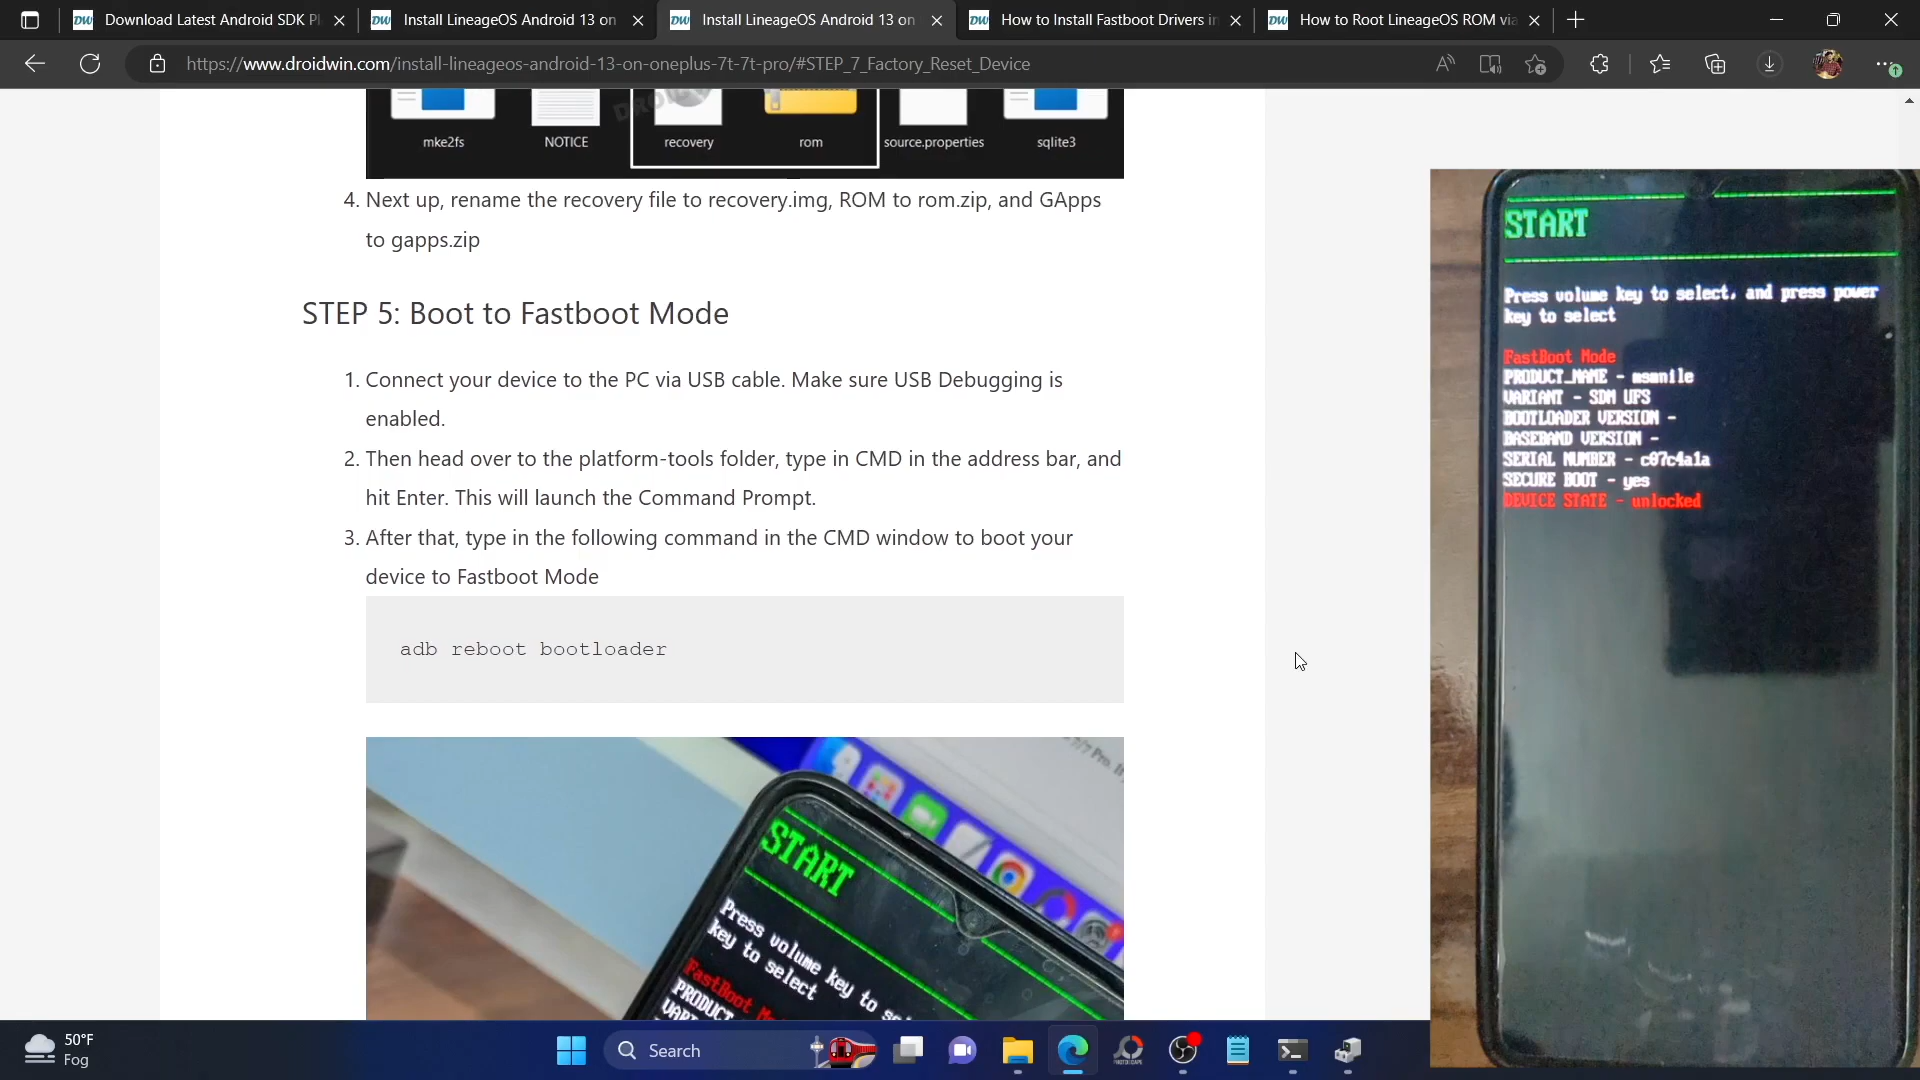 Download Latest Android SDK Pl
Install LineageOS Android 13 on
Install LineageOS Android 13 on
How to Install Fastboot Drivers in
How to Root LineageOS ROM via
https://www.droidwin.com/install-lineageos-android-13-on-oneplus-7t-7t-pro/#STEP_7_Factory_Reset_Device
mke2fs
NOTICE
recovery
rom
source.properties
sqlite3
4. Next up, rename the recovery file to recovery.img, ROM to rom.zip, and GApps
to gapps.zip
STEP 5: Boot to Fastboot Mode
1. Connect your device to the PC via USB cable. Make sure USB Debugging is
enabled.
2. Then head over to the platform-tools folder, type in CMD in the address bar, and
hit Enter. This will launch the Command Prompt.
3. After that, type in the following command in the CMD window to boot your
device to Fastboot Mode
adb reboot bootloader
START
Press volume key to
key to select
FastBoot
PRODUCT
START
Press volume key to select, and press power
key to select
FastBoot Mode
PRODUCT_NAME - msmnile
VARIANT - SDM UFS
BOOTLOADER VERSION -
BASEBAND VERSION -
SERIAL NUMBER - c07c4a1a
SECURE BOOT - yes
DEVICE STATE - unlocked
50°F
Fog
Search